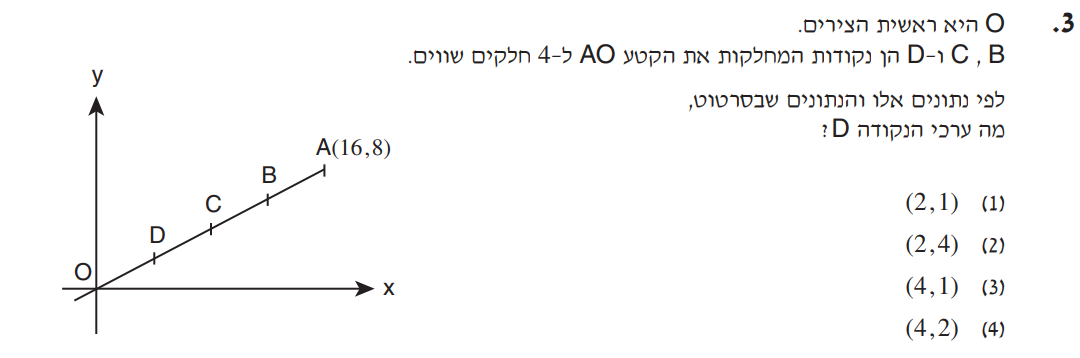 3. O היא ראשית הצירים.
C , B ו-D הן נקודות המחלקות את הקטע AO ל-4 חלקים שווים.
לפי נתונים אלו והנתונים שבסרטוט,
מה ערכי הנקודה D?
(1) (2,1)
(2) (2,4)
(3) (4,1)
(4) (4,2)
y
A(16,8)
B
C
D
O
x